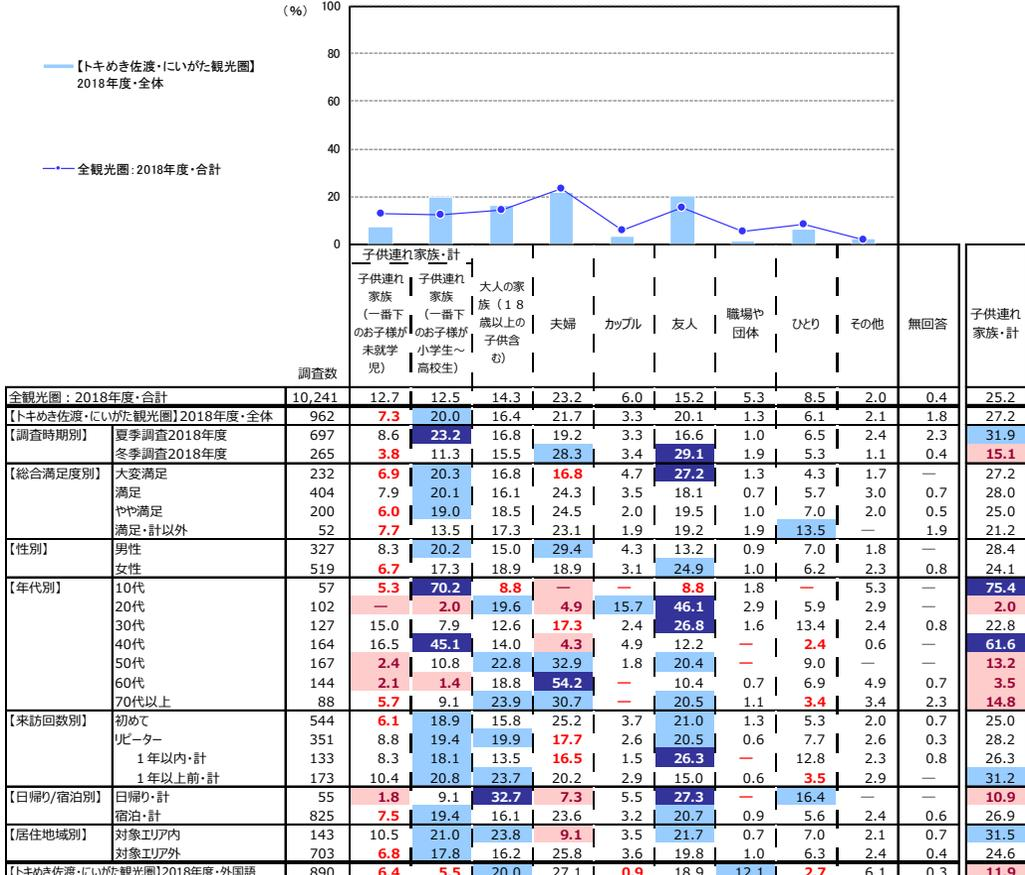 (%)
100
80
60
40
20
0
【トキめき佐渡・にいがた観光圏】
2018年度・全体
全観光圏：2018年度・合計
子供連れ家族・計
調査数 子供連れ家族（一番下のお子様が未就学児） 子供連れ家族（一番下のお子様が小学生～高校生） 大人の家族（１８歳以上の子供含む） 夫婦 カップル 友人 職場や団体 ひとり その他 無回答 子供連れ家族・計
全観光圏：2018年度・合計 10,241 12.7 12.5 14.3 23.2 6.0 15.2 5.3 8.5 2.0 0.4 25.2
【トキめき佐渡・にいがた観光圏】2018年度・全体 962 7.3 20.0 16.4 21.7 3.3 20.1 1.3 6.1 2.1 1.8 27.2
【調査時期別】 夏季調査2018年度 697 8.6 23.2 16.8 19.2 3.3 16.6 1.0 6.5 2.4 2.3 31.9
冬季調査2018年度 265 3.8 11.3 15.5 28.3 3.4 29.1 1.9 5.3 1.1 0.4 15.1
【総合満足度別】 大変満足 232 6.9 20.3 16.8 16.8 4.7 27.2 1.3 4.3 1.7 — 27.2
満足 404 7.9 20.1 16.1 24.3 3.5 18.1 0.7 5.7 3.0 0.7 28.0
やや満足 200 6.0 19.0 18.5 24.5 2.0 19.5 1.0 7.0 2.0 0.5 25.0
満足・計以外 52 7.7 13.5 17.3 23.1 1.9 19.2 1.9 13.5 — 1.9 21.2
【性別】 男性 327 8.3 20.2 15.0 29.4 4.3 13.2 0.9 7.0 1.8 — 28.4
女性 519 6.7 17.3 18.9 18.9 3.1 24.9 1.0 6.2 2.3 0.8 24.1
【年代別】 10代 57 5.3 70.2 8.8 — — 8.8 1.8 — 5.3 — 75.4
20代 102 — 2.0 19.6 4.9 15.7 46.1 2.9 5.9 2.9 — 2.0
30代 127 15.0 7.9 12.6 17.3 2.4 26.8 1.6 13.4 2.4 0.8 22.8
40代 164 16.5 45.1 14.0 4.3 4.9 12.2 — 2.4 0.6 — 61.6
50代 167 2.4 10.8 22.8 32.9 1.8 20.4 — 9.0 — — 13.2
60代 144 2.1 1.4 18.8 54.2 — 10.4 0.7 6.9 4.9 0.7 3.5
70代以上 88 5.7 9.1 23.9 30.7 — 20.5 1.1 3.4 3.4 2.3 14.8
【来訪回数別】 初めて 544 6.1 18.9 15.8 25.2 3.7 21.0 1.3 5.3 2.0 0.7 25.0
リピーター 351 8.8 19.4 19.9 17.7 2.6 20.5 0.6 7.7 2.6 0.3 28.2
１年以内・計 133 8.3 18.1 13.5 16.5 1.5 26.3 — 12.8 2.3 0.8 26.3
１年以上前・計 173 10.4 20.8 23.7 20.2 2.9 15.0 0.6 3.5 2.9 — 31.2
【日帰り/宿泊別】 日帰り・計 55 1.8 9.1 32.7 7.3 5.5 27.3 — 16.4 — — 10.9
宿泊・計 825 7.5 19.4 16.1 23.6 3.2 20.7 0.9 5.6 2.4 0.6 26.9
【居住地域別】 対象エリア内 143 10.5 21.0 23.8 9.1 3.5 21.7 0.7 7.0 2.1 0.7 31.5
対象エリア外 703 6.8 17.8 16.2 25.8 3.6 19.8 1.0 6.3 2.4 0.4 24.6
【トキめき佐渡・にいがた観光圏】2018年度・外国語 890 6.4 5.5 20.0 27.1 0.9 18.9 12.1 2.7 6.1 0.3 11.9